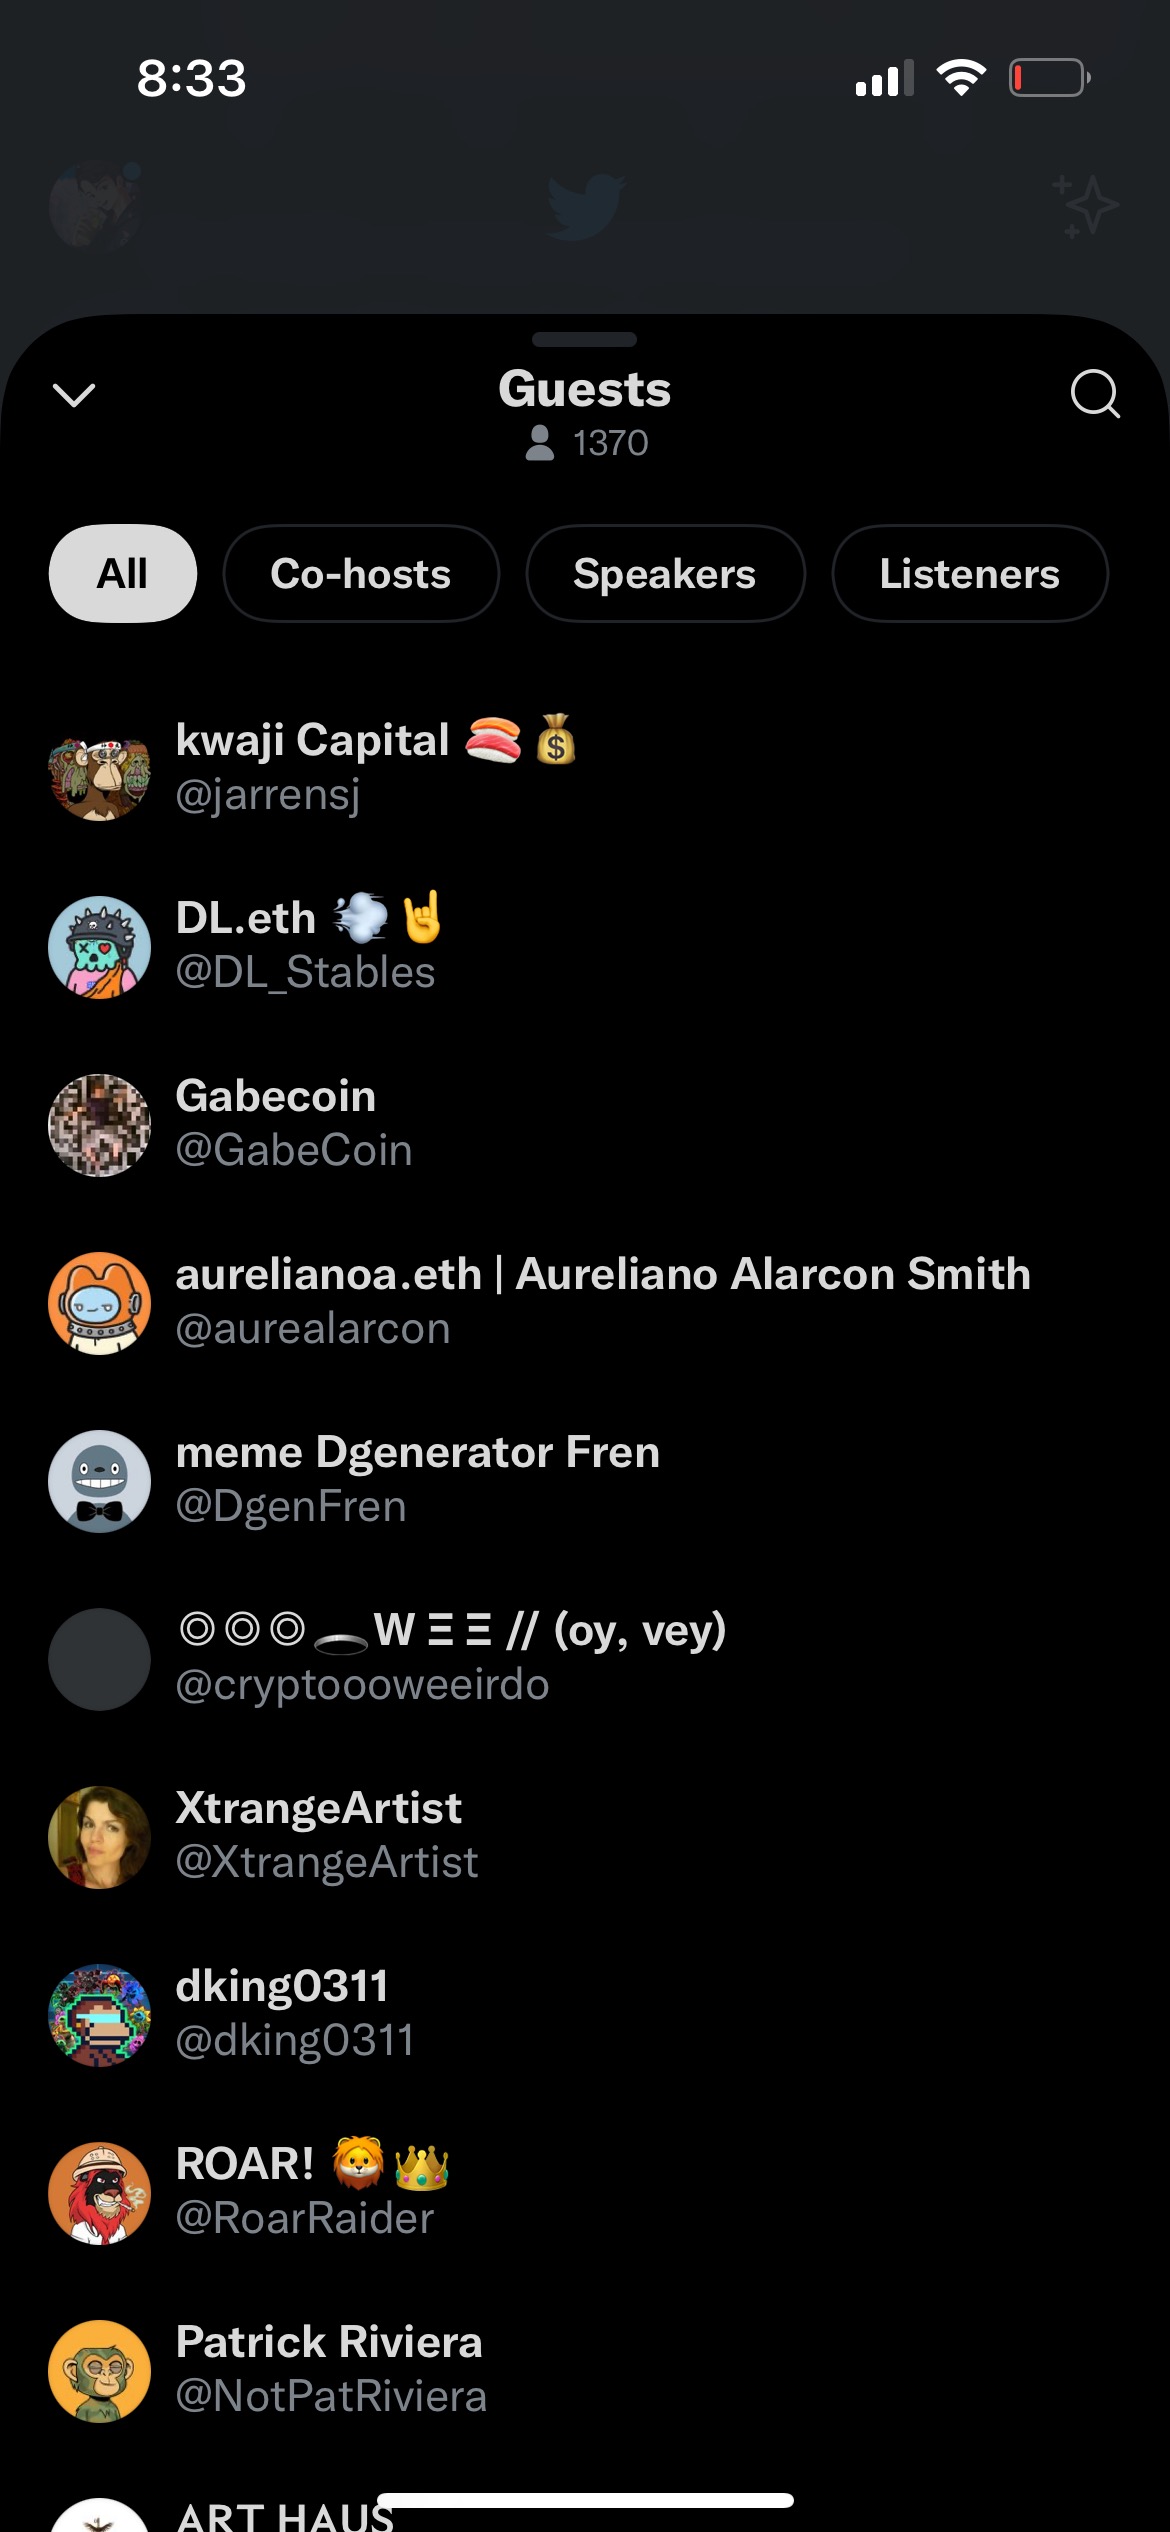 8:33
Guests
1370
All Co-hosts Speakers Listeners
kwaji Capital 🍣💰
@jarrensj
DL.eth 💨🤘
@DL_Stables
Gabecoin
@GabeCoin
aurelianoa.eth | Aureliano Alarcon Smith
@aurealarcon
meme Dgenerator Fren
@DgenFren
◎◎◎🕳️W Ξ Ξ // (oy, vey)
@cryptoooweeirdo
XtrangeArtist
@XtrangeArtist
dking0311
@dking0311
ROAR! 🦁👑
@RoarRaider
Patrick Riviera
@NotPatRiviera
ART HAUS